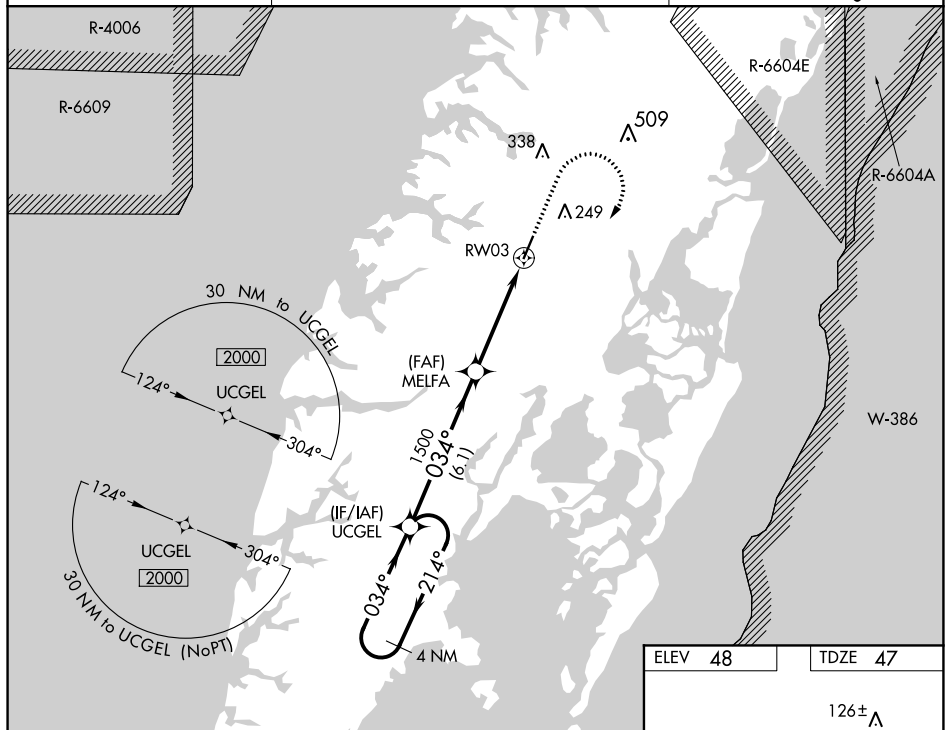 R-4006
R-6609
R-6604E
R-6604A
338
509
249
RW03
30 NM to UCGEL
2000
UCGEL
124°
304°
(FAF)
MELFA
1500
034°
(6.1)
W-386
124°
304°
UCGEL
2000
30 NM to UCGEL (NoPT)
(IF/IAF)
UCGEL
034°
214°
4 NM
ELEV 48
TDZE 47
126±